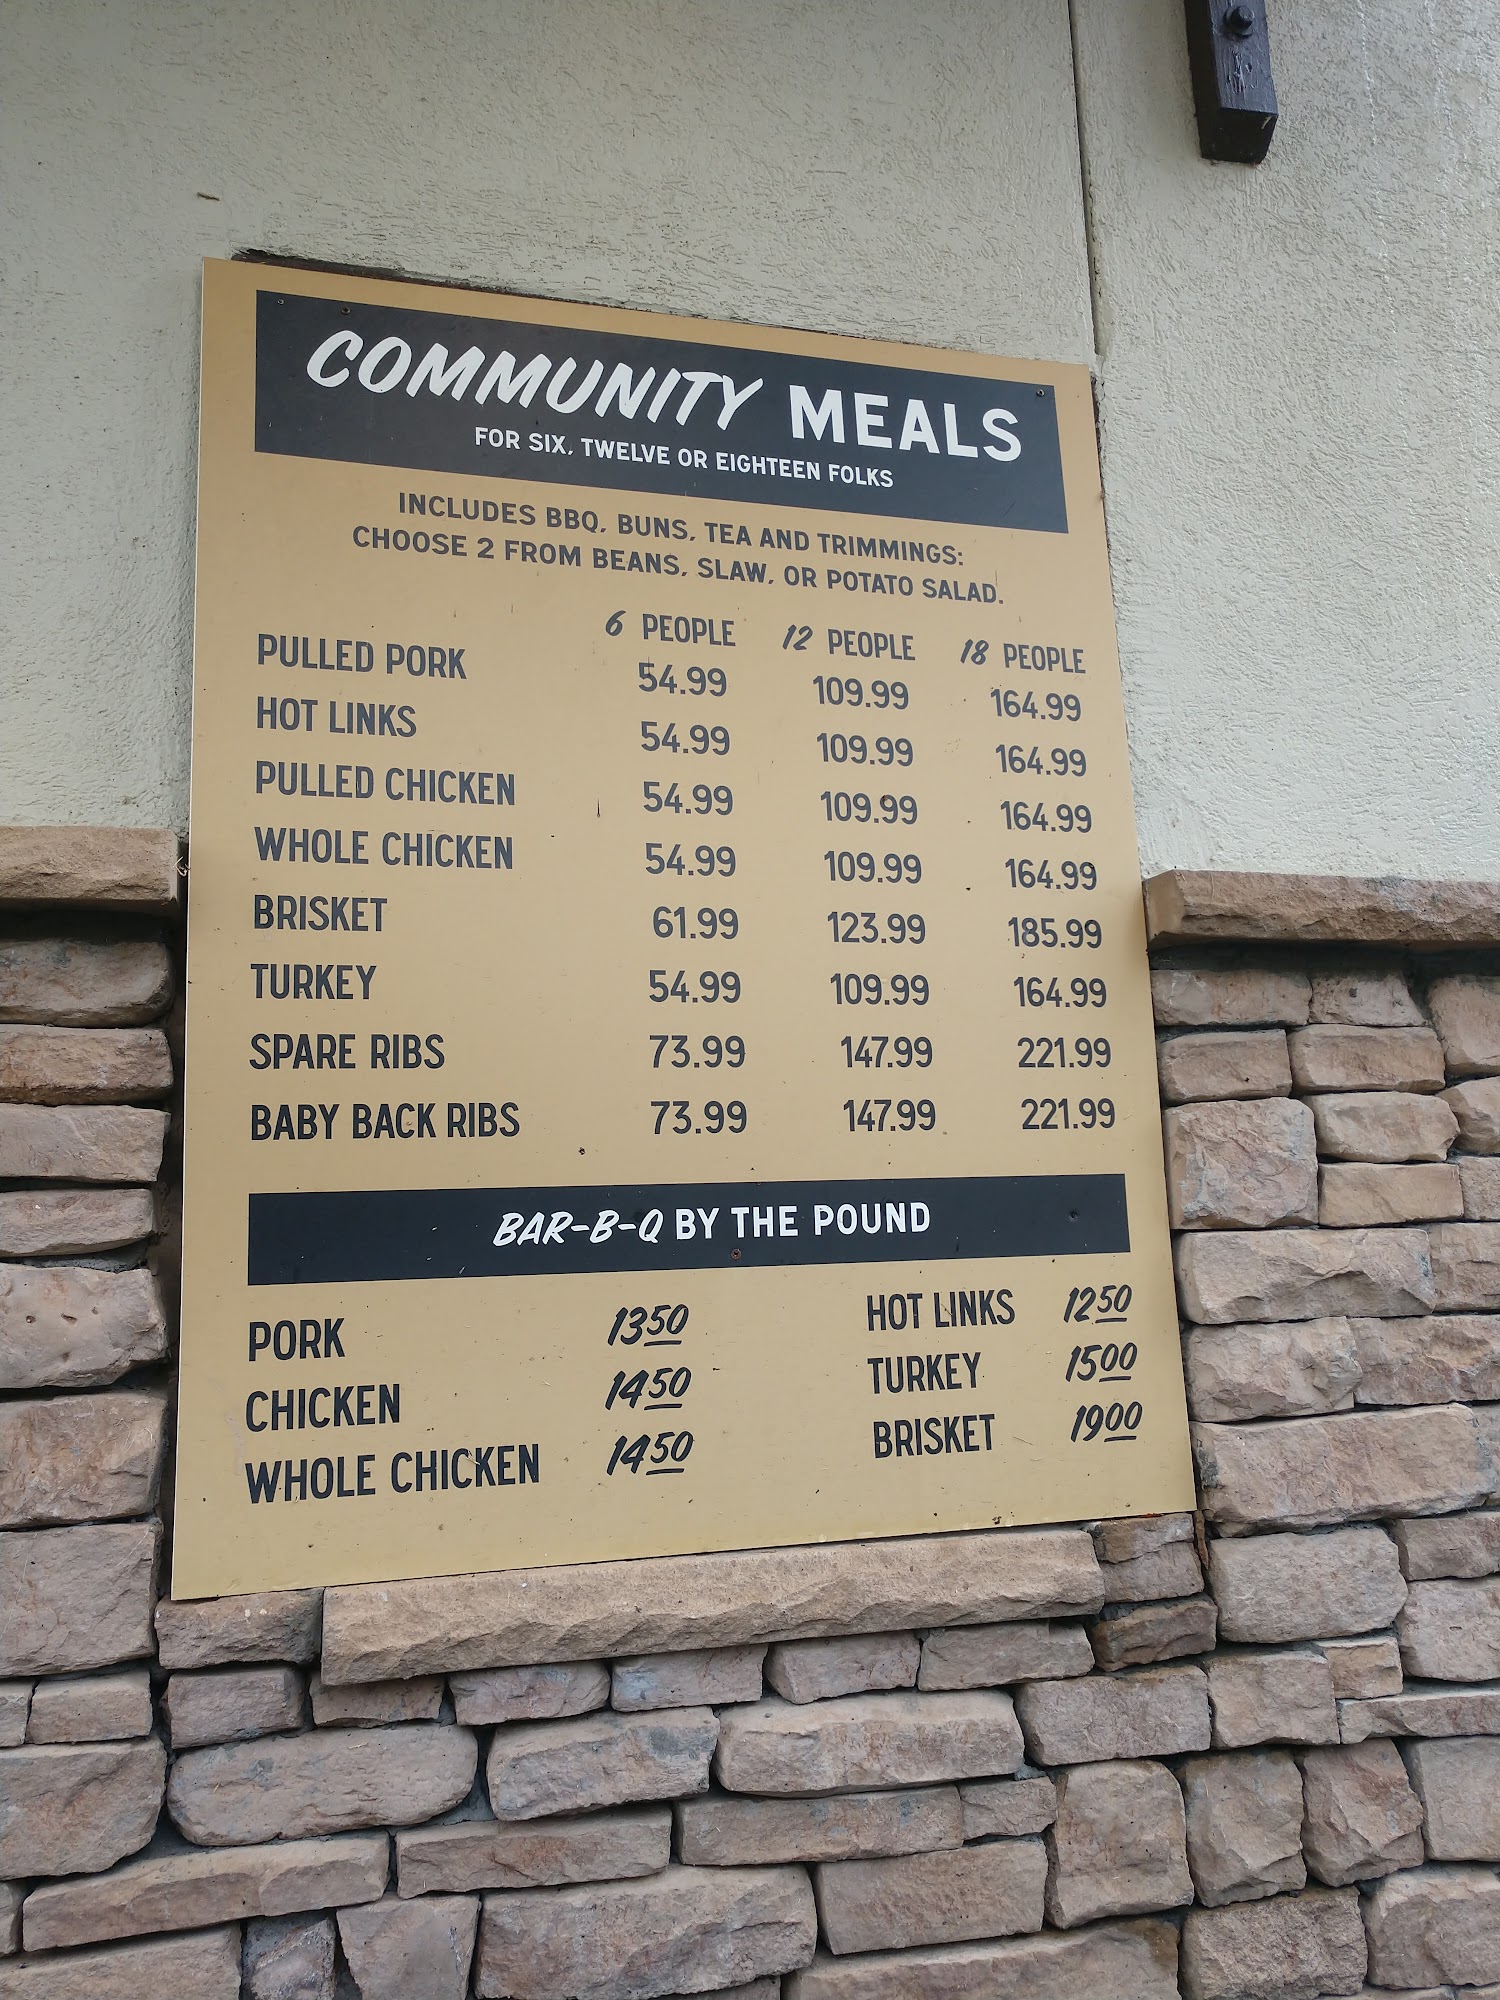 COMMUNITY MEALS
FOR SIX, TWELVE OR EIGHTEEN FOLKS
INCLUDES BBQ, BUNS, TEA AND TRIMMINGS:
CHOOSE 2 FROM BEANS, SLAW, OR POTATO SALAD.
6 PEOPLE 12 PEOPLE 18 PEOPLE
PULLED PORK 54.99 109.99 164.99
HOT LINKS 54.99 109.99 164.99
PULLED CHICKEN 54.99 109.99 164.99
WHOLE CHICKEN 54.99 109.99 164.99
BRISKET 61.99 123.99 185.99
TURKEY 54.99 109.99 164.99
SPARE RIBS 73.99 147.99 221.99
BABY BACK RIBS 73.99 147.99 221.99
BAR-B-Q BY THE POUND
PORK 1350 HOT LINKS 1250
CHICKEN 1450 TURKEY 1500
WHOLE CHICKEN 1450 BRISKET 1900